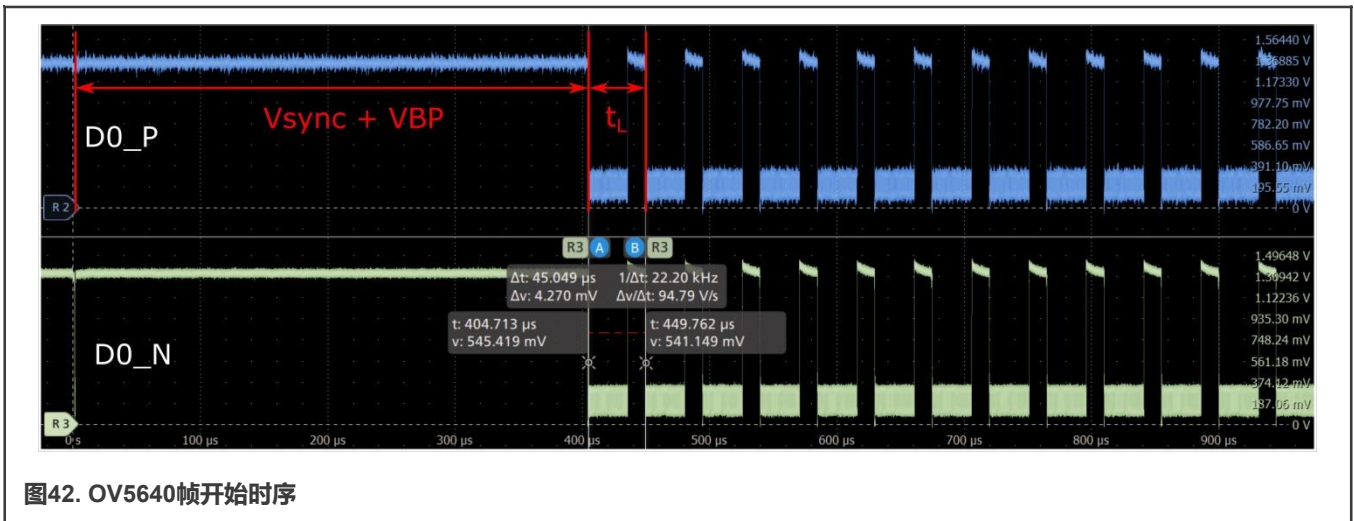 1.56440 V
1.17330 V
977.75 mV
782.20 mV
586.65 mV
391.10 mV
195.55 mV
0 V
Vsync + VBP
tL
D0_P
R2
R3 A B R3
1.49648 V
Δt: 45.049 µs 1/Δt: 22.20 kHz
Δv: 4.270 mV Δv/Δt: 94.79 V/s
1.12236 V
935.30 mV
t: 404.713 µs
v: 545.419 mV
t: 449.762 µs
v: 541.149 mV
748.24 mV
561.18 mV
374.12 mV
187.06 mV
0 V
D0_N
R3
0 s 100 µs 200 µs 300 µs 400 µs 500 µs 600 µs 700 µs 800 µs 900 µs
图42. OV5640帧开始时序